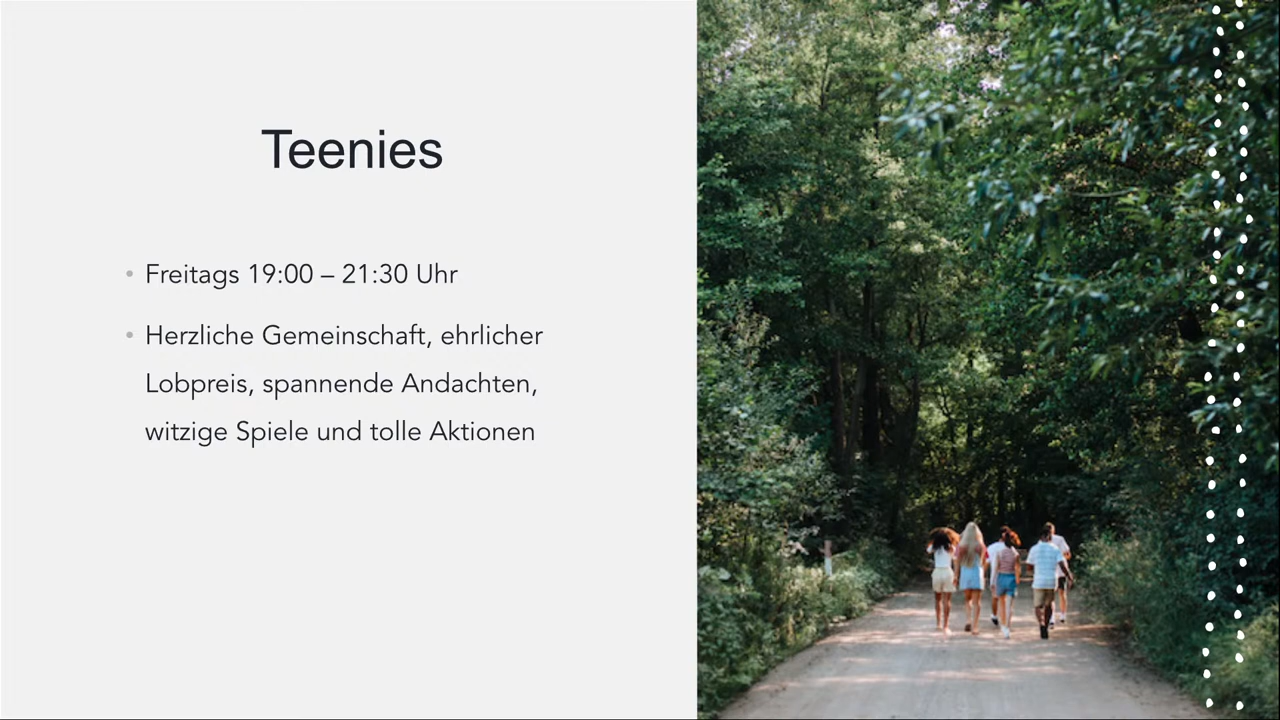 Teenies
• Freitags 19:00 – 21:30 Uhr
• Herzliche Gemeinschaft, ehrlicher
Lobpreis, spannende Andachten,
witzige Spiele und tolle Aktionen